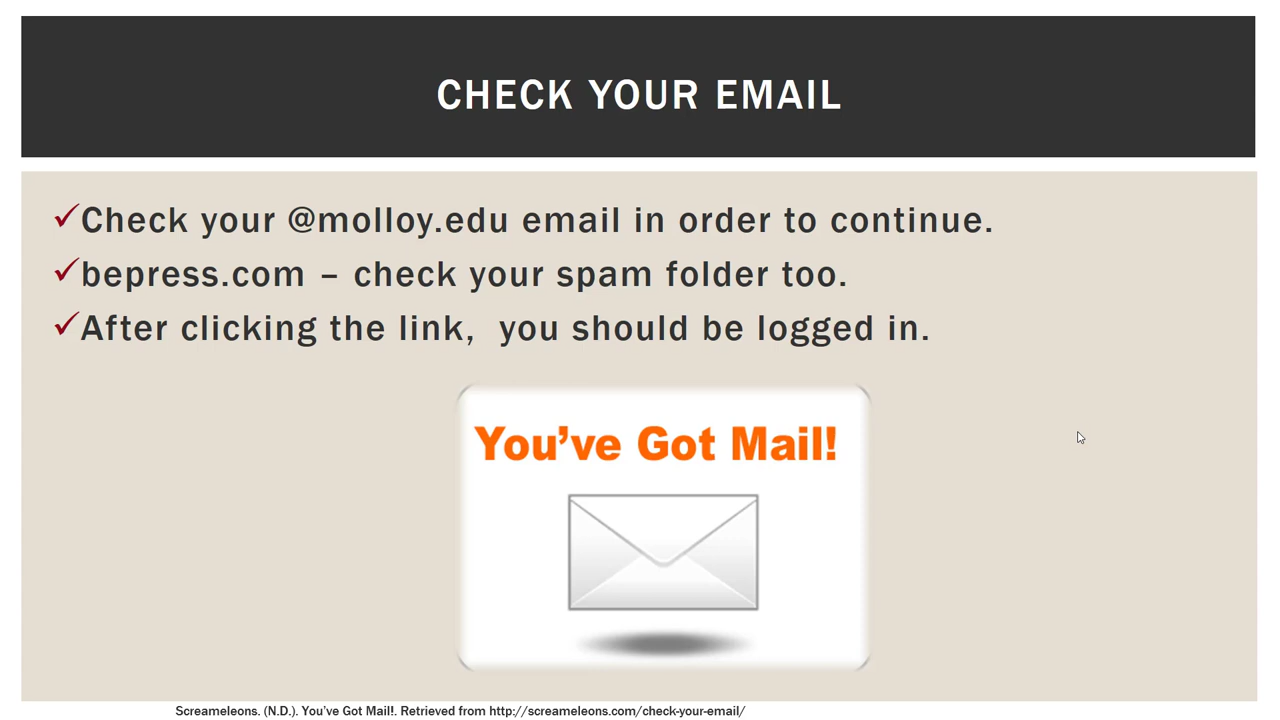 CHECK YOUR EMAIL
Check your @molloy.edu email in order to continue.
bepress.com – check your spam folder too.
After clicking the link,  you should be logged in.
You’ve Got Mail!
Screameleons. (N.D.). You’ve Got Mail!. Retrieved from http://screameleons.com/check-your-email/